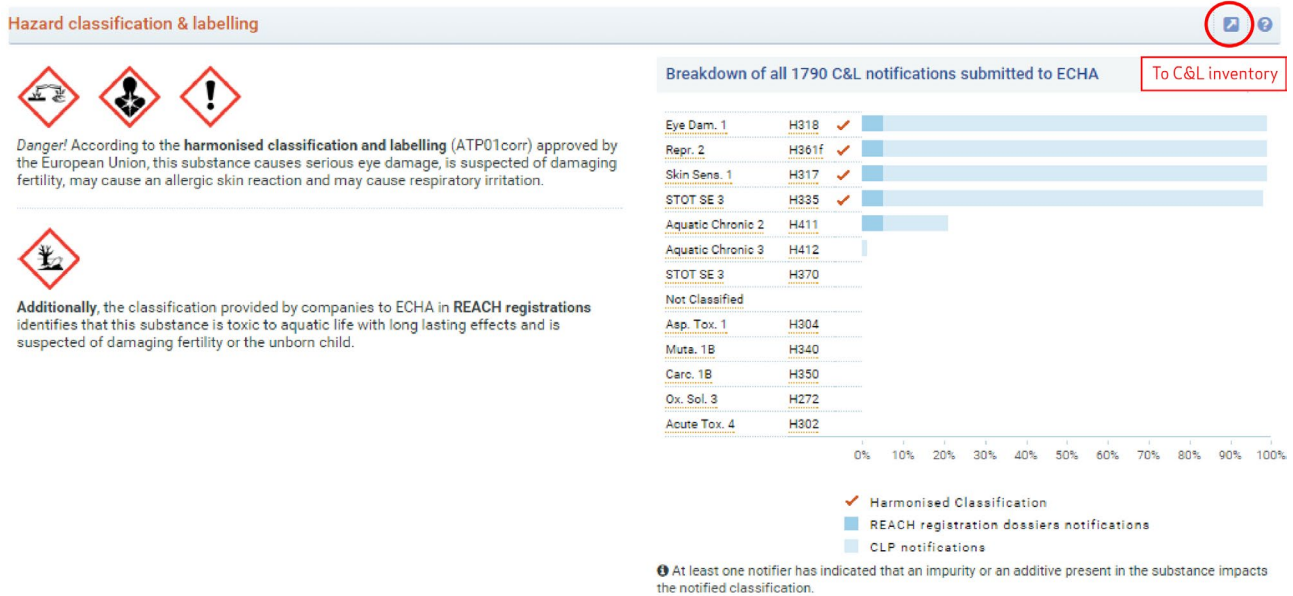 Hazard classification & labelling
To C&L inventory
Danger! According to the harmonised classification and labelling (ATP01corr) approved by
the European Union, this substance causes serious eye damage, is suspected of damaging
fertility, may cause an allergic skin reaction and may cause respiratory irritation.
Additionally, the classification provided by companies to ECHA in REACH registrations
identifies that this substance is toxic to aquatic life with long lasting effects and is
suspected of damaging fertility or the unborn child.
Breakdown of all 1790 C&L notifications submitted to ECHA
Eye Dam. 1 H318
Repr. 2 H361f
Skin Sens. 1 H317
STOT SE 3 H335
Aquatic Chronic 2 H411
Aquatic Chronic 3 H412
STOT SE 3 H370
Not Classified
Asp. Tox. 1 H304
Muta. 1B H340
Carc. 1B H350
Ox. Sol. 3 H272
Acute Tox. 4 H302
0% 10% 20% 30% 40% 50% 60% 70% 80% 90% 100%
Harmonised Classification
REACH registration dossiers notifications
CLP notifications
At least one notifier has indicated that an impurity or an additive present in the substance impacts
the notified classification.